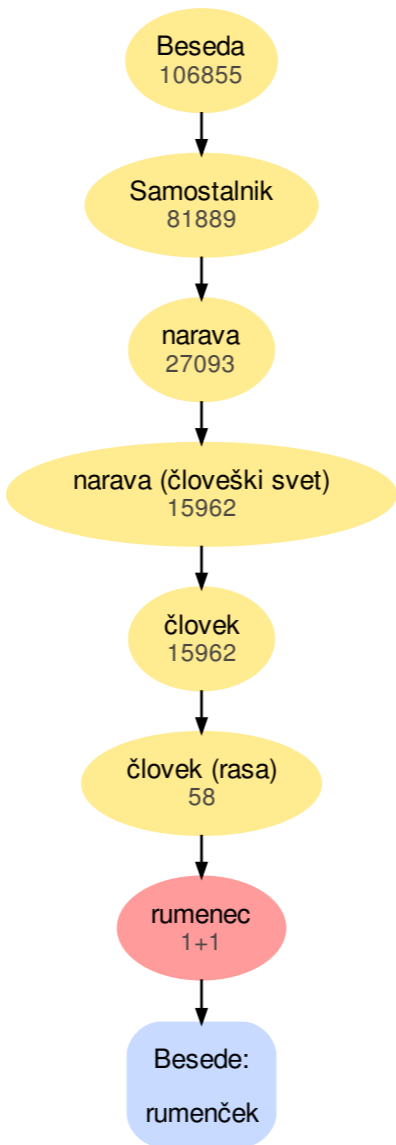 Beseda
106855
Samostalnik
81889
narava
27093
narava (človeški svet)
15962
človek
15962
človek (rasa)
58
rumenec
1+1
Besede:
rumenček